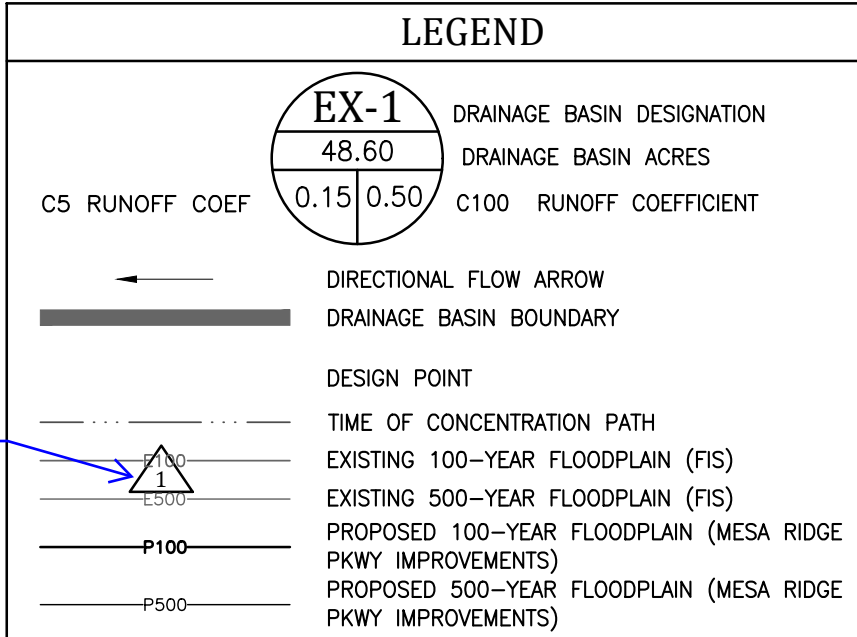 LEGEND
EX-1 DRAINAGE BASIN DESIGNATION
48.60 DRAINAGE BASIN ACRES
C5 RUNOFF COEF 0.15 0.50 C100 RUNOFF COEFFICIENT
DIRECTIONAL FLOW ARROW
DRAINAGE BASIN BOUNDARY
DESIGN POINT
TIME OF CONCENTRATION PATH
E100 EXISTING 100-YEAR FLOODPLAIN (FIS)
1
E500 EXISTING 500-YEAR FLOODPLAIN (FIS)
P100 PROPOSED 100-YEAR FLOODPLAIN (MESA RIDGE
PKWY IMPROVEMENTS)
P500 PROPOSED 500-YEAR FLOODPLAIN (MESA RIDGE
PKWY IMPROVEMENTS)